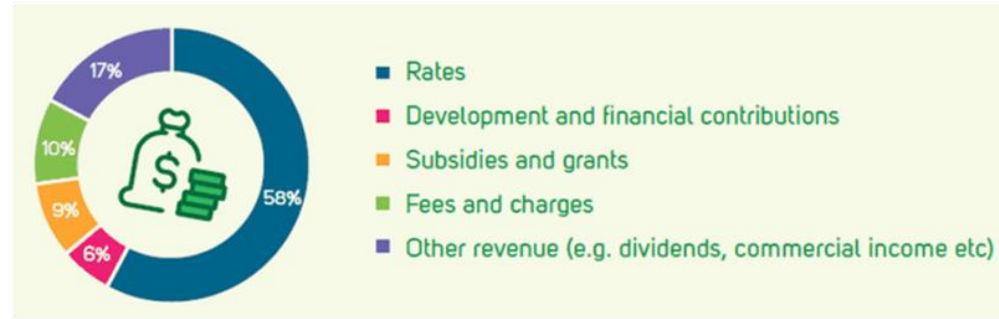 17%
10%
9%
6%
58%
$
Rates
Development and financial contributions
Subsidies and grants
Fees and charges
Other revenue (e.g. dividends, commercial income etc)